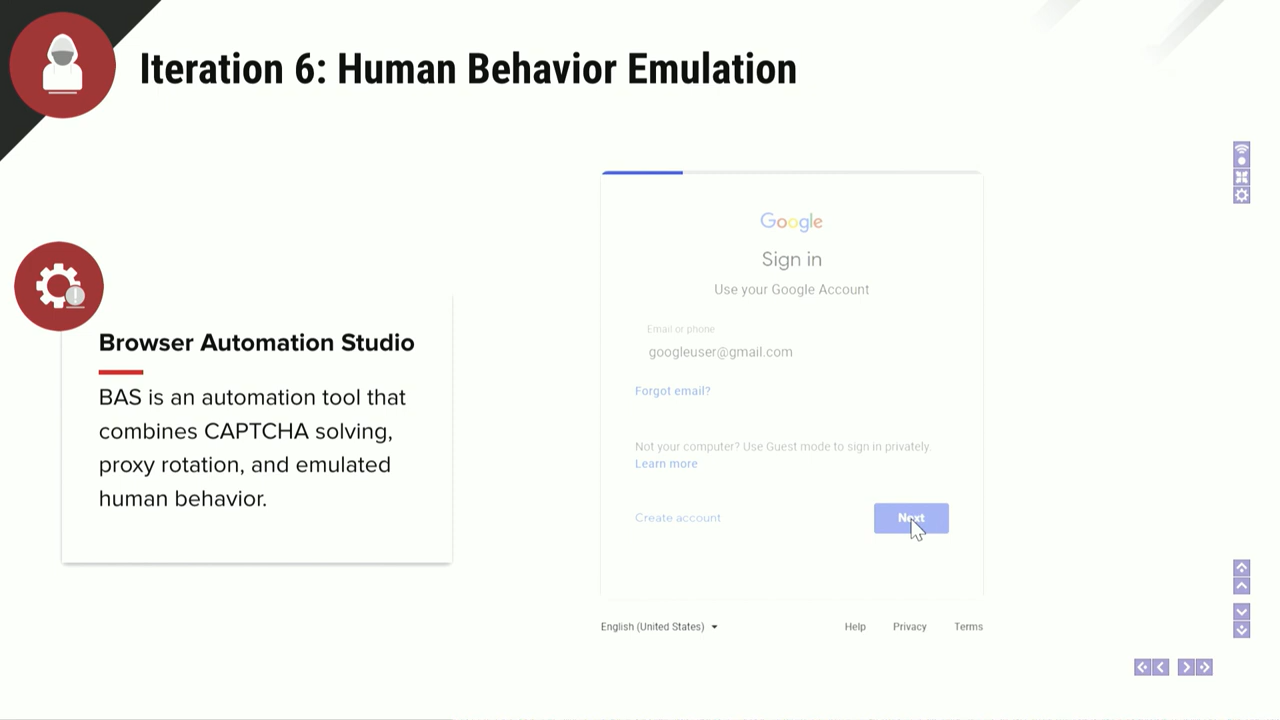 Iteration 6: Human Behavior Emulation
Browser Automation Studio
BAS is an automation tool that
combines CAPTCHA solving,
proxy rotation, and emulated
human behavior.
Google
Sign in
Use your Google Account
Email or phone
googleuser@gmail.com
Forgot email?
Not your computer? Use Guest mode to sign in privately.
Learn more
Create account
Next
English (United States)
Help
Privacy
Terms